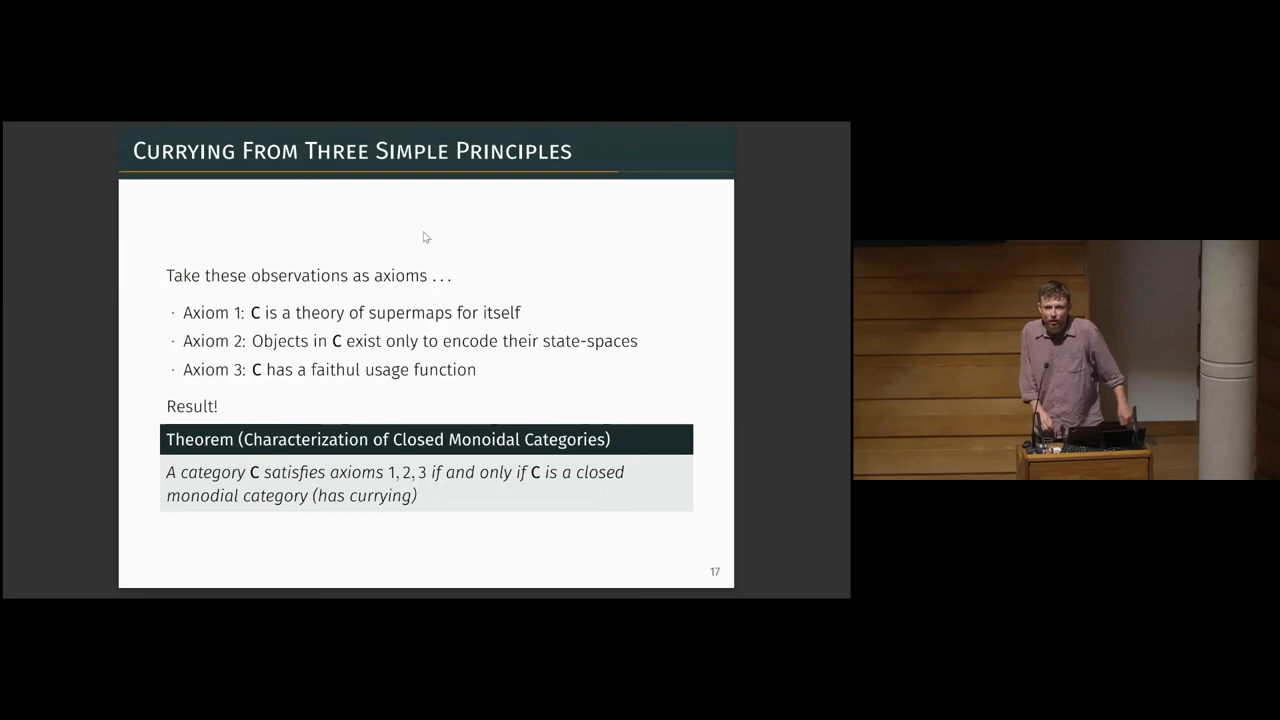 Currying From Three Simple Principles
Take these observations as axioms . . .
· Axiom 1: C is a theory of supermaps for itself
· Axiom 2: Objects in C exist only to encode their state-spaces
· Axiom 3: C has a faithful usage function
Result!
Theorem (Characterization of Closed Monoidal Categories)
A category C satisfies axioms 1, 2, 3 if and only if C is a closed
monodial category (has currying)
17